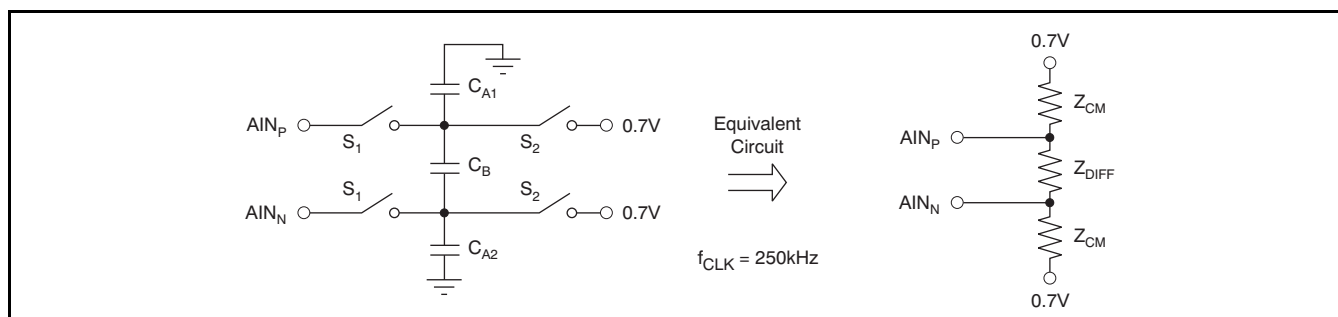 C_A1
AIN_P
S_1
S_2
0.7V
C_B
AIN_N
S_1
S_2
0.7V
C_A2
Equivalent
Circuit
f_CLK = 250kHz
0.7V
Z_CM
AIN_P
Z_DIFF
AIN_N
Z_CM
0.7V